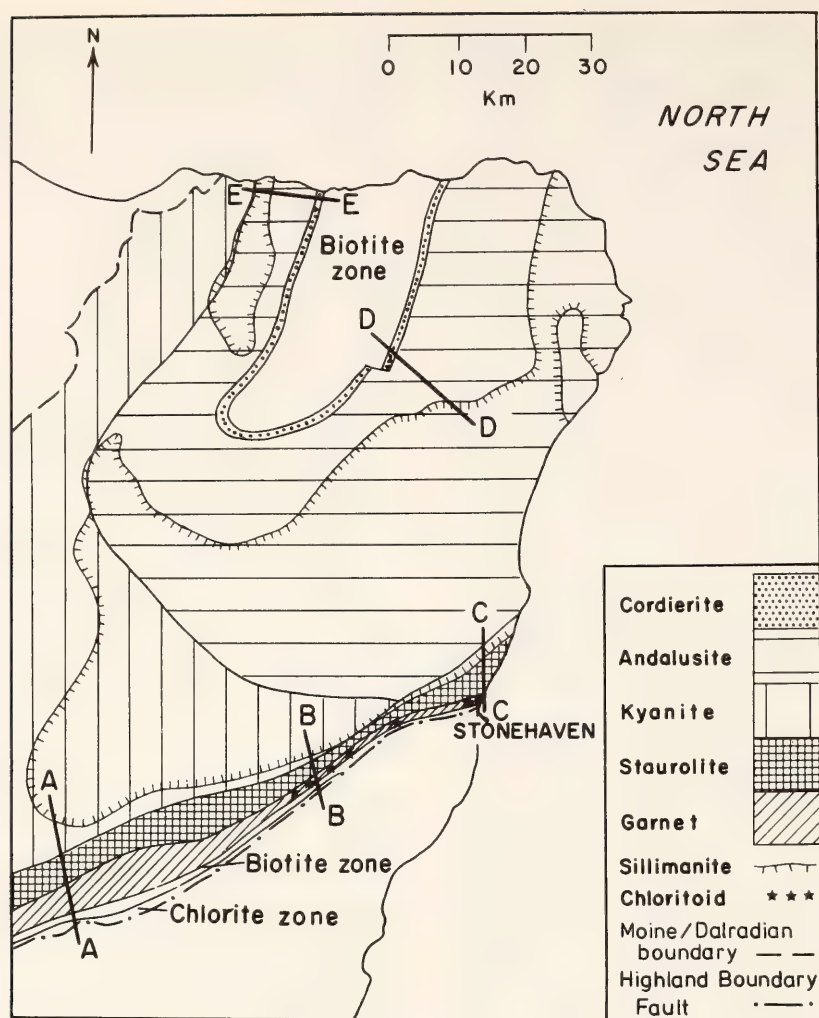 N
0 10 20 30
Km
NORTH
SEA
E E
Biotite
zone
D
D
C
C
STONEHAVEN
B
B
A
A
Biotite zone
Chlorite zone
Cordierite
Andalusite
Kyanite
Staurolite
Garnet
Sillimanite
Chloritoid
Moine/Dalradian
boundary
Highland Boundary
Fault